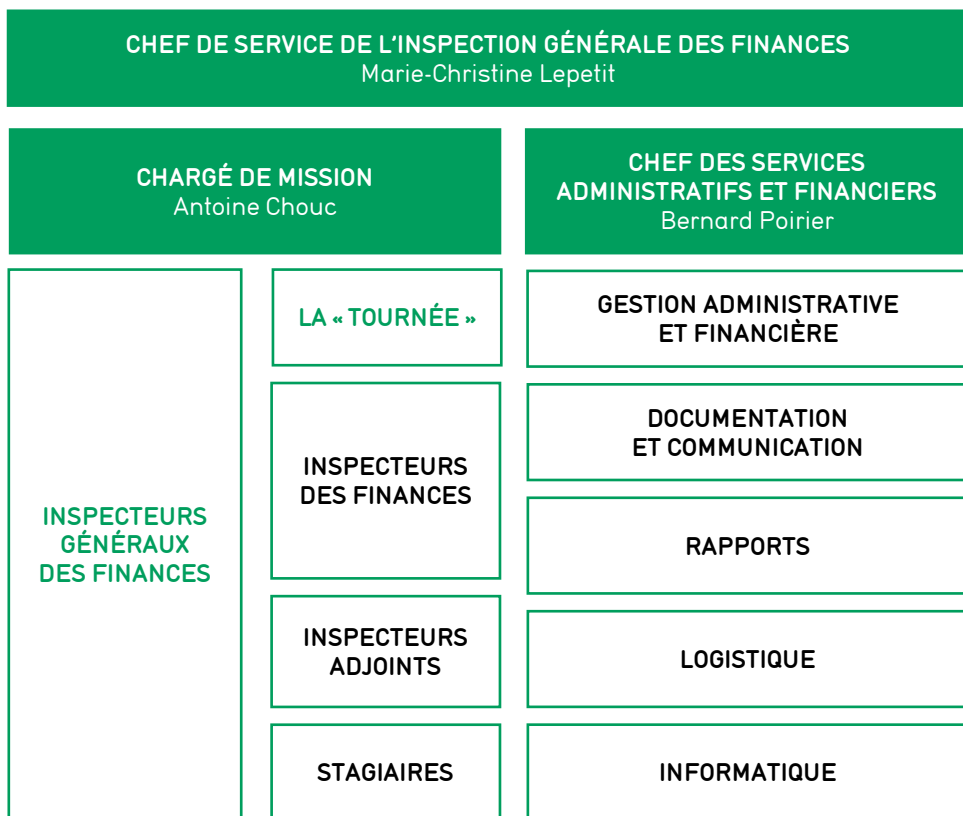 CHEF DE SERVICE DE L'INSPECTION GÉNÉRALE DES FINANCES
Marie-Christine Lepetit
CHARGÉ DE MISSION
Antoine Chouc
CHEF DES SERVICES
ADMINISTRATIFS ET FINANCIERS
Bernard Poirier
INSPECTEURS
GÉNÉRAUX
DES FINANCES
LA « TOURNÉE »
INSPECTEURS
DES FINANCES
INSPECTEURS
ADJOINTS
STAGIAIRES
GESTION ADMINISTRATIVE
ET FINANCIÈRE
DOCUMENTATION
ET COMMUNICATION
RAPPORTS
LOGISTIQUE
INFORMATIQUE